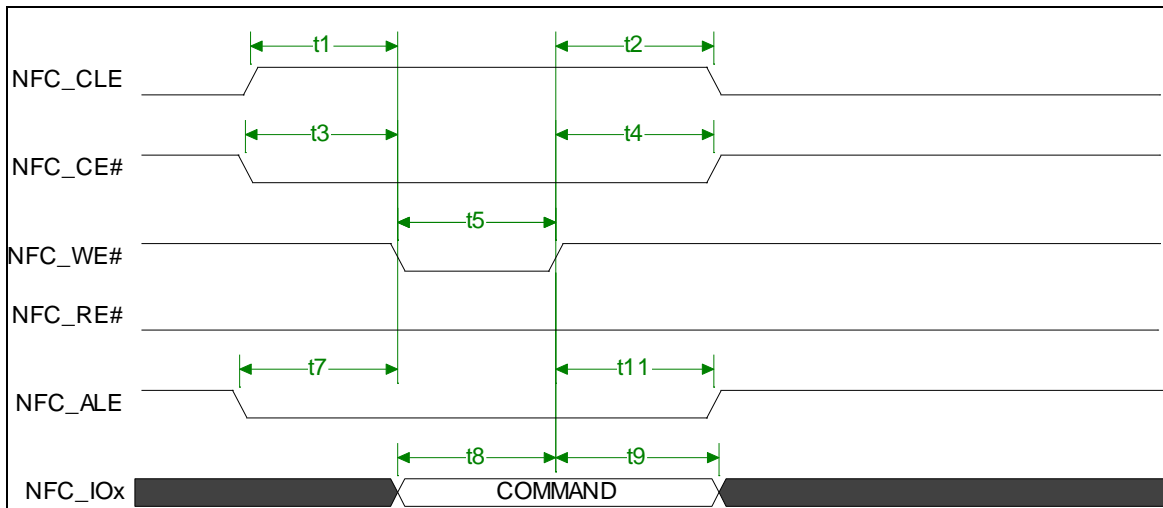 t1 t2
NFC_CLE
t3 t4
NFC_CE#
t5
NFC_WE#
NFC_RE#
t7 t11
NFC_ALE
t8 t9
NFC_IOx COMMAND